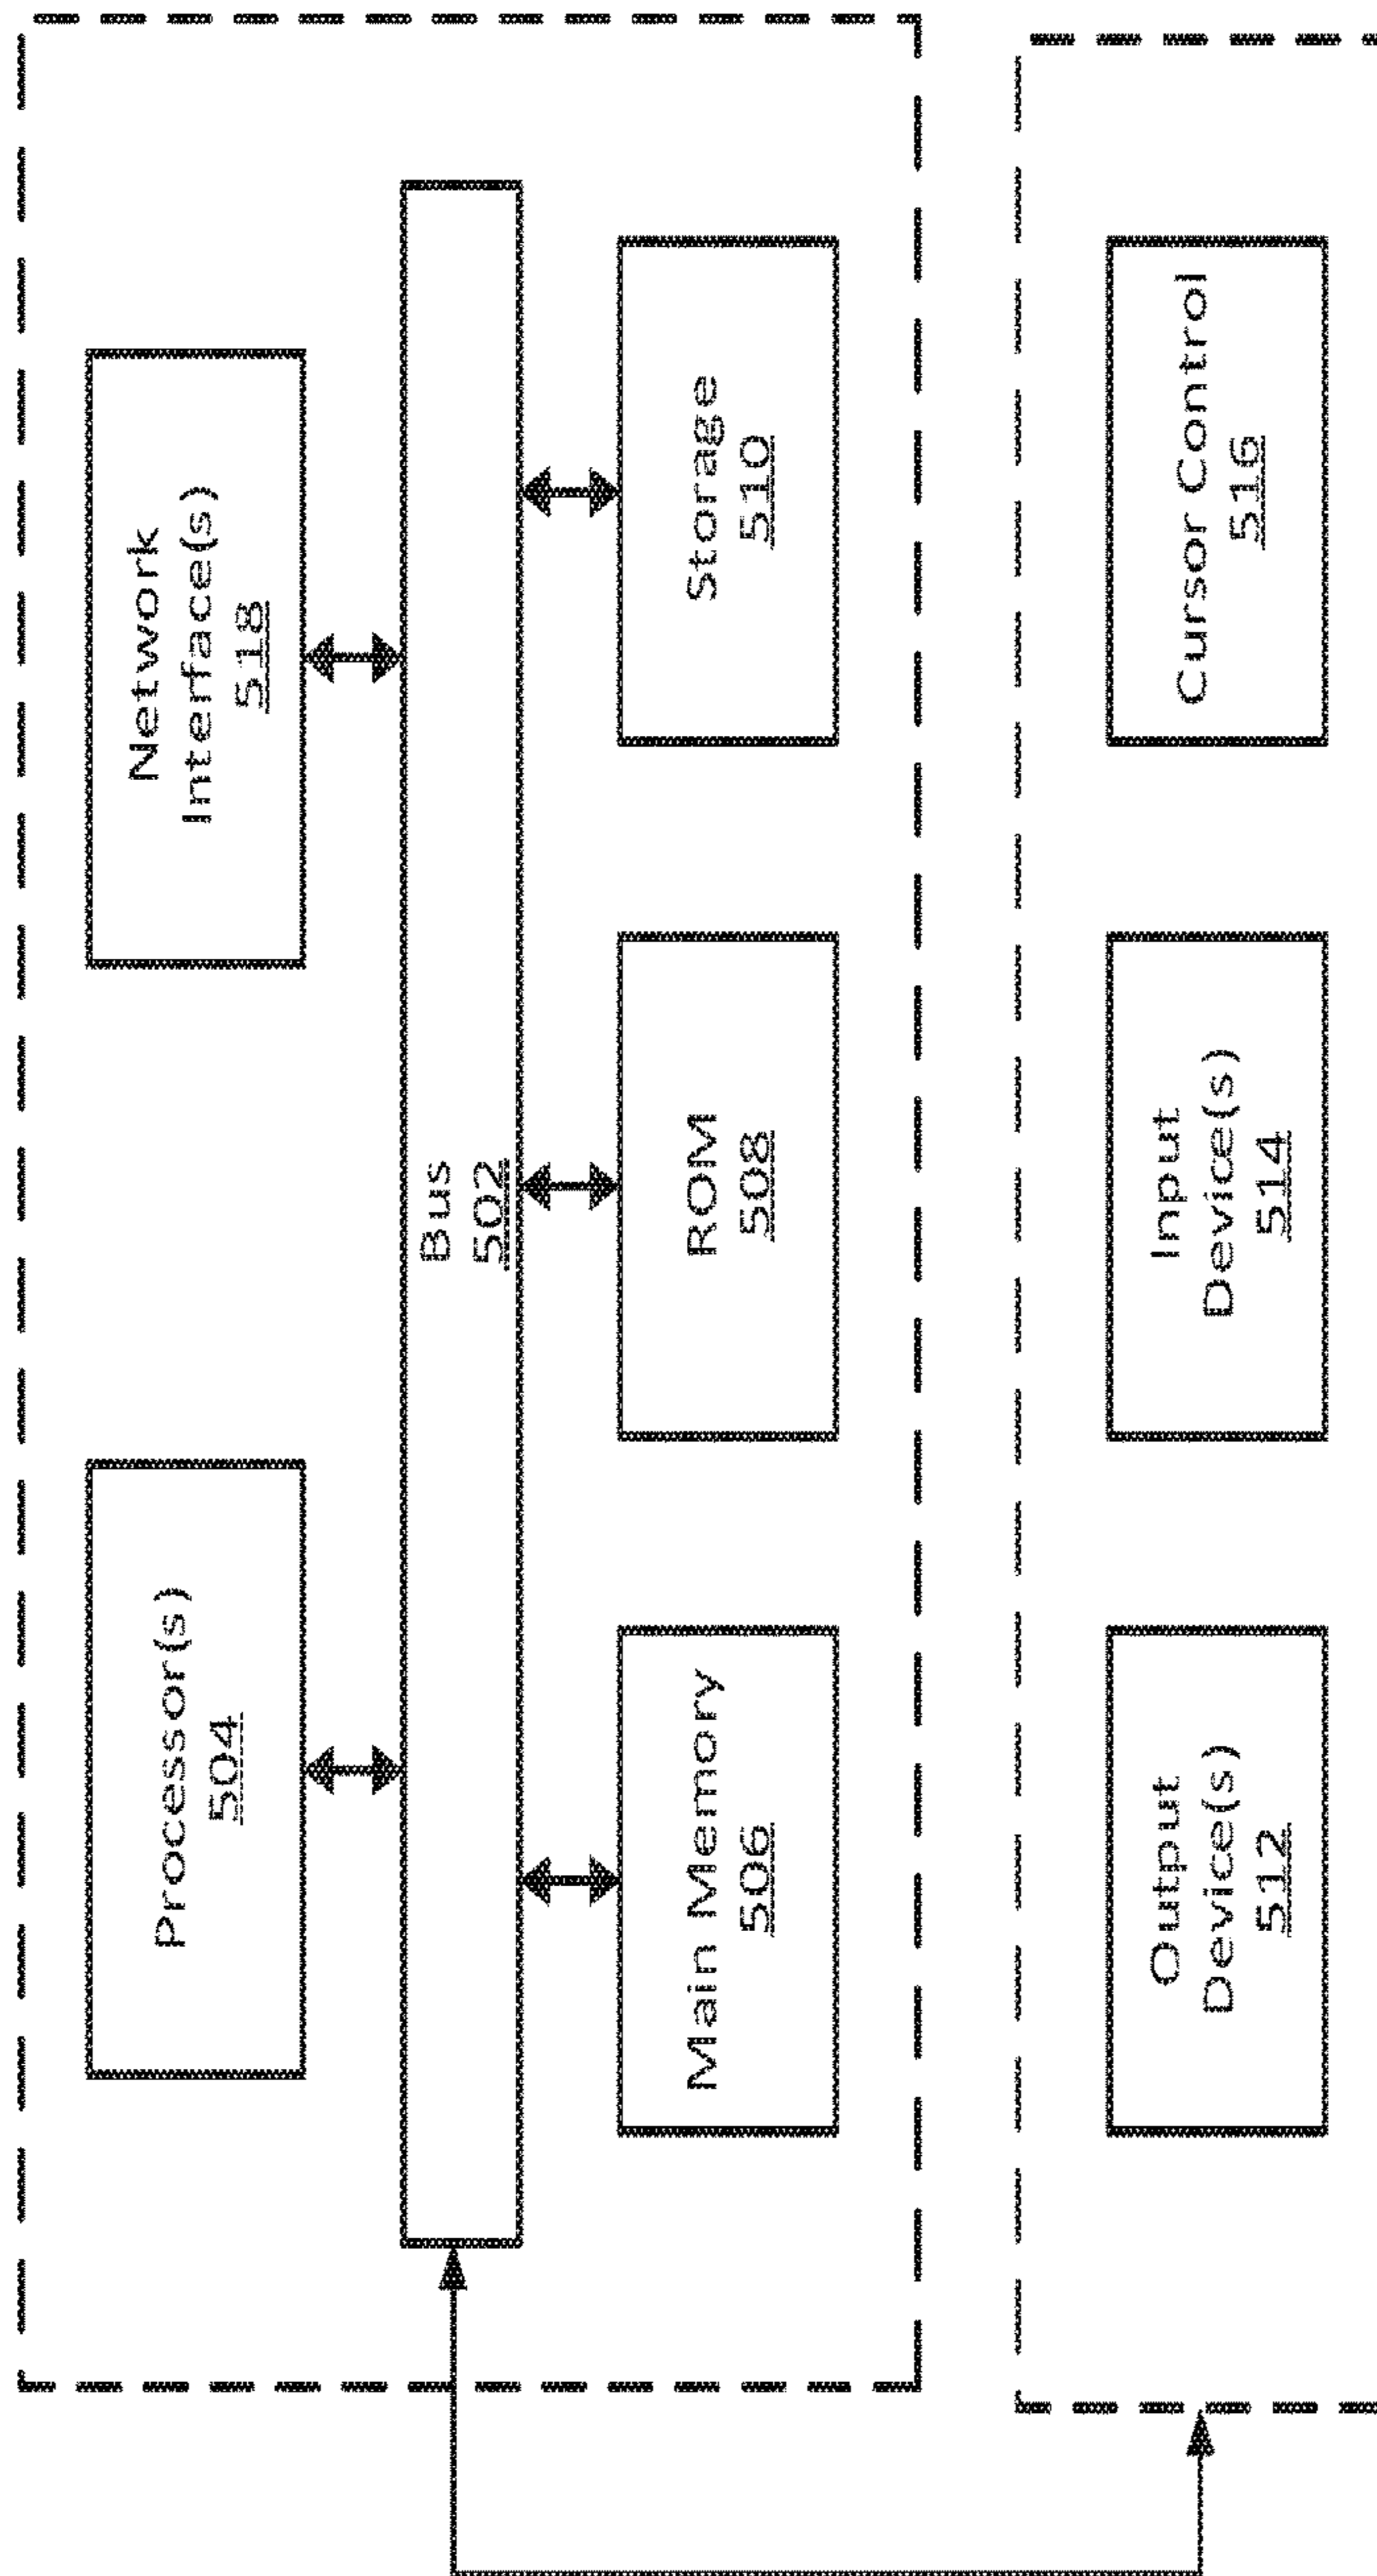 Processor(s)
504
Network
Interface(s)
518
Bus
502
Main Memory
506
ROM
508
Storage
510
Output
Device(s)
512
Input
Device(s)
514
Cursor Control
516